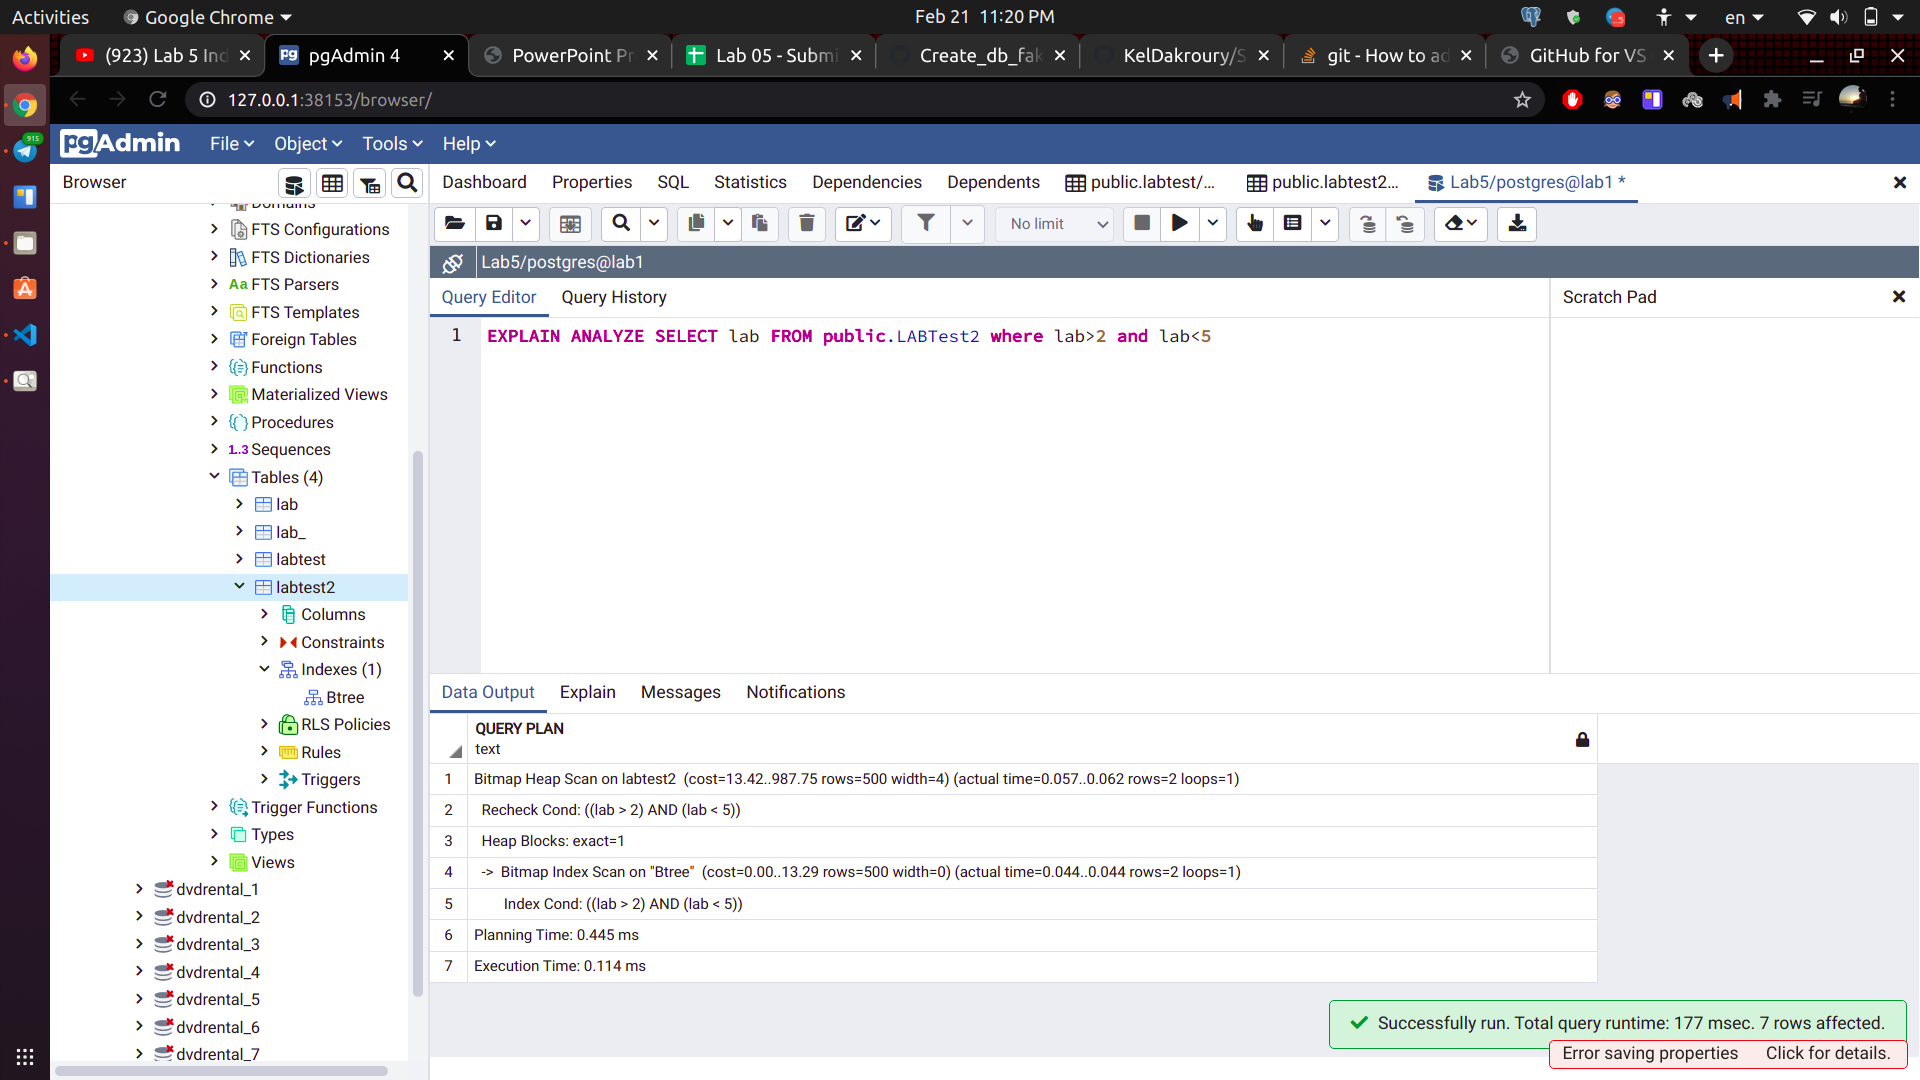 Activities
Google Chrome
Feb 21 11:20 PM
en
(923) Lab 5 Ind
pgAdmin 4
PowerPoint Pr
Lab 05 - Submi
Create_db_fak
KelDakroury/S
git - How to ad
GitHub for VS
127.0.0.1:38153/browser/
915
pgAdmin
File
Object
Tools
Help
Browser
Dashboard
Properties
SQL
Statistics
Dependencies
Dependents
public.labtest/...
public.labtest2...
Lab5/postgres@lab1 *
No limit
Lab5/postgres@lab1
Query Editor
Query History
Scratch Pad
1
EXPLAIN ANALYZE SELECT lab FROM public.LABTest2 where lab>2 and lab<5
Domains
FTS Configurations
FTS Dictionaries
Aa FTS Parsers
FTS Templates
Foreign Tables
Functions
Materialized Views
Procedures
1..3 Sequences
Tables (4)
lab
lab_
labtest
labtest2
Columns
Constraints
Indexes (1)
Btree
RLS Policies
Rules
Triggers
Trigger Functions
Types
Views
dvdrental_1
dvdrental_2
dvdrental_3
dvdrental_4
dvdrental_5
dvdrental_6
dvdrental_7
Data Output
Explain
Messages
Notifications
QUERY PLAN
text
1 Bitmap Heap Scan on labtest2 (cost=13.42..987.75 rows=500 width=4) (actual time=0.057..0.062 rows=2 loops=1)
2 Recheck Cond: ((lab > 2) AND (lab < 5))
3 Heap Blocks: exact=1
4 -> Bitmap Index Scan on "Btree" (cost=0.00..13.29 rows=500 width=0) (actual time=0.044..0.044 rows=2 loops=1)
5 Index Cond: ((lab > 2) AND (lab < 5))
6 Planning Time: 0.445 ms
7 Execution Time: 0.114 ms
Successfully run. Total query runtime: 177 msec. 7 rows affected.
Error saving properties
Click for details.